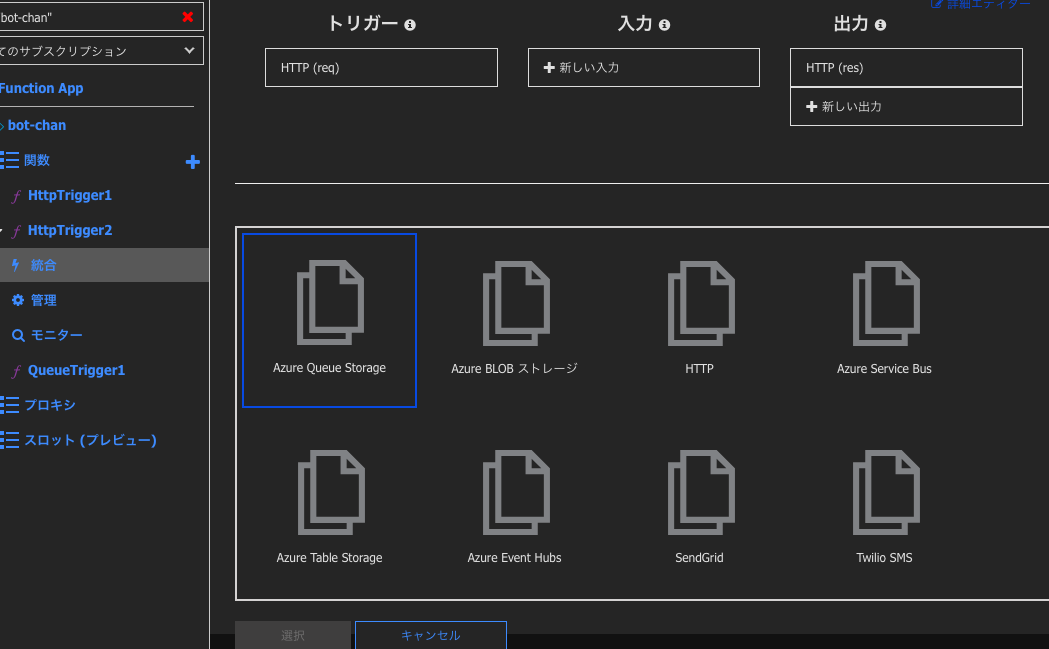 bot-chan"
てのサブスクリプション
Function App
bot-chan
関数
HttpTrigger1
HttpTrigger2
統合
管理
モニター
QueueTrigger1
プロキシ
スロット (プレビュー)
詳細エディター
トリガー
HTTP (req)
入力
新しい入力
出力
HTTP (res)
新しい出力
Azure Queue Storage
Azure BLOB ストレージ
HTTP
Azure Service Bus
Azure Table Storage
Azure Event Hubs
SendGrid
Twilio SMS
選択
キャンセル